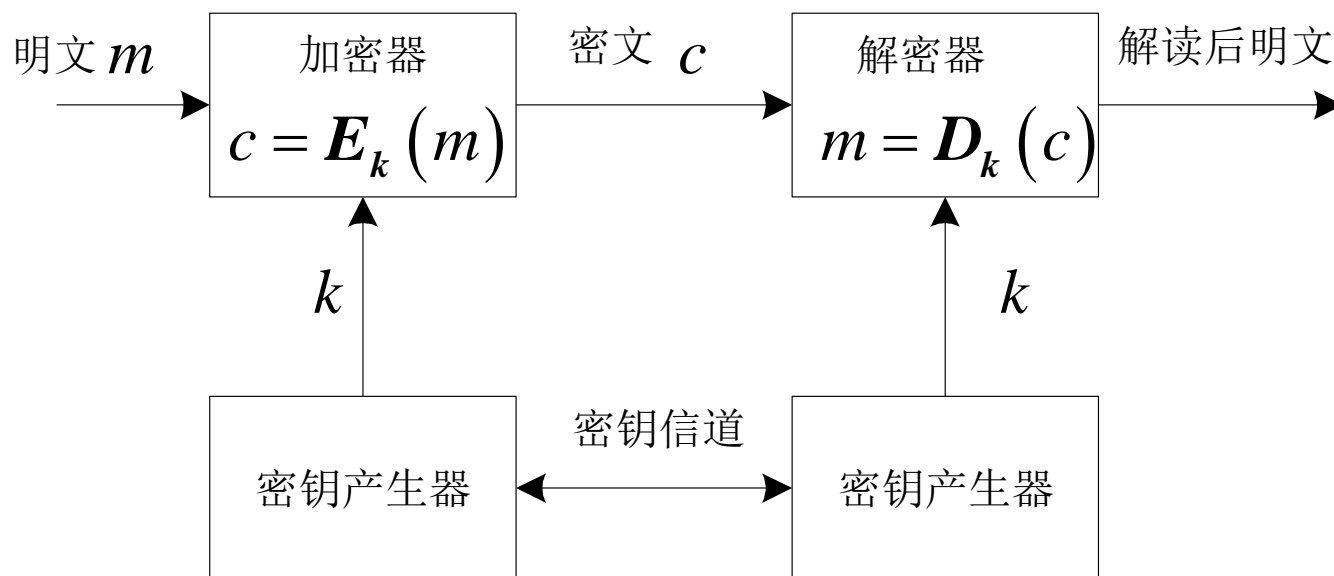 明文 m
加密器
c = E_k (m)
密文 c
解密器
m = D_k (c)
解读后明文
k
k
密钥产生器
密钥信道
密钥产生器